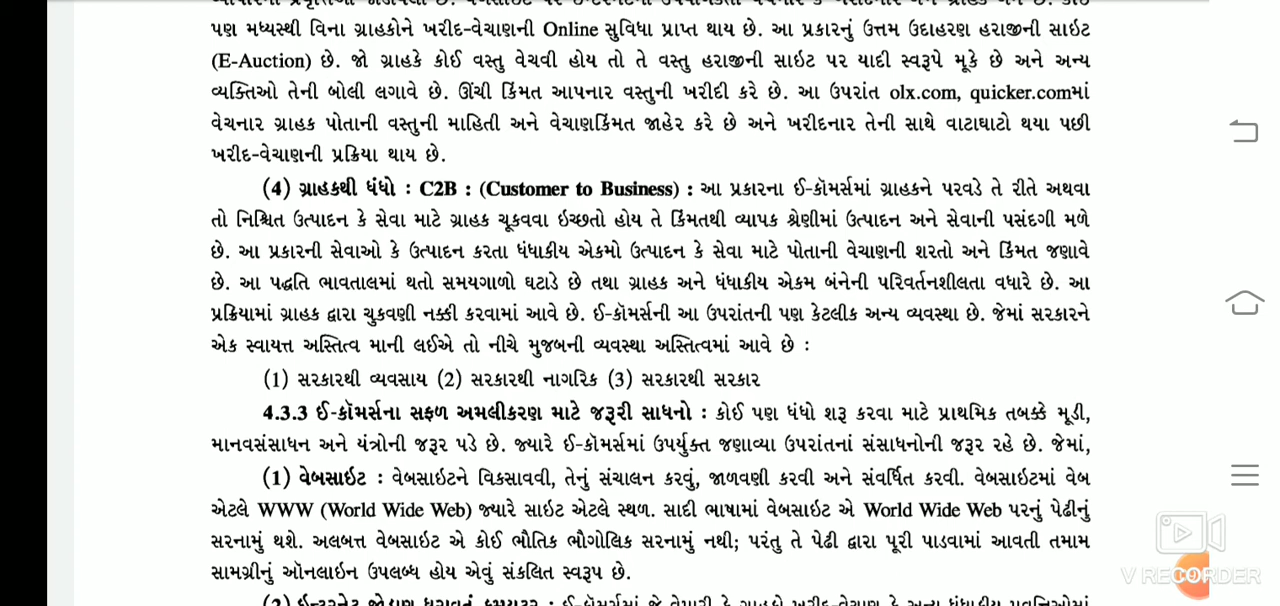 પણ મધ્યસ્થી વિના ગ્રાહકોને ખરીદ-વેચાણની Online સુવિધા પ્રાપ્ત થાય છે. આ પ્રકારનું ઉત્તમ ઉદાહરણ હરાજીની સાઇટ
(E-Auction) છે. જો ગ્રાહકે કોઈ વસ્તુ વેચવી હોય તો તે વસ્તુ હરાજીની સાઇટ પર યાદી સ્વરૂપે મૂકે છે અને અન્ય
વ્યક્તિઓ તેની બોલી લગાવે છે. ઊંચી કિંમત આપનાર વસ્તુની ખરીદી કરે છે. આ ઉપરાંત olx.com, quicker.comમાં
વેચનાર ગ્રાહક પોતાની વસ્તુની માહિતી અને વેચાણકિંમત જાહેર કરે છે અને ખરીદનાર તેની સાથે વાટાઘાટો થયા પછી
ખરીદ-વેચાણની પ્રક્રિયા થાય છે.
(4) ગ્રાહકથી ધંધો : C2B : (Customer to Business) : આ પ્રકારના ઈ-કૉમર્સમાં ગ્રાહકને પરવડે તે રીતે અથવા
તો નિશ્ચિત ઉત્પાદન કે સેવા માટે ગ્રાહક ચૂકવવા ઇચ્છતો હોય તે કિંમતથી વ્યાપક શ્રેણીમાં ઉત્પાદન અને સેવાની પસંદગી મળે
છે. આ પ્રકારની સેવાઓ કે ઉત્પાદન કરતા ધંધાકીય એકમો ઉત્પાદન કે સેવા માટે પોતાની વેચાણની શરતો અને કિંમત જણાવે
છે. આ પદ્ધતિ ભાવતાલમાં થતો સમયગાળો ઘટાડે છે તથા ગ્રાહક અને ધંધાકીય એકમ બંનેની પરિવર્તનશીલતા વધારે છે. આ
પ્રક્રિયામાં ગ્રાહક દ્વારા ચુકવણી નક્કી કરવામાં આવે છે. ઈ-કૉમર્સની આ ઉપરાંતની પણ કેટલીક અન્ય વ્યવસ્થા છે. જેમાં સરકારને
એક સ્વાયત્ત અસ્તિત્વ માની લઈએ તો નીચે મુજબની વ્યવસ્થા અસ્તિત્વમાં આવે છે :
(1) સરકારથી વ્યવસાય (2) સરકારથી નાગરિક (3) સરકારથી સરકાર
4.3.3 ઈ-કૉમર્સના સફળ અમલીકરણ માટે જરૂરી સાધનો : કોઈ પણ ધંધો શરૂ કરવા માટે પ્રાથમિક તબક્કે મૂડી,
માનવસંસાધન અને યંત્રોની જરૂર પડે છે. જ્યારે ઈ-કૉમર્સમાં ઉપર્યુક્ત જણાવ્યા ઉપરાંતનાં સંસાધનોની જરૂર રહે છે. જેમાં,
(1) વેબસાઇટ : વેબસાઇટને વિકસાવવી, તેનું સંચાલન કરવું, જાળવણી કરવી અને સંવર્ધિત કરવી. વેબસાઇટમાં વેબ
એટલે WWW (World Wide Web) જ્યારે સાઇટ એટલે સ્થળ. સાદી ભાષામાં વેબસાઇટ એ World Wide Web પરનું પેઢીનું
સરનામું થશે. અલબત્ત વેબસાઇટ એ કોઈ ભૌતિક ભૌગોલિક સરનામું નથી; પરંતુ તે પેઢી દ્વારા પૂરી પાડવામાં આવતી તમામ
સામગ્રીનું ઑનલાઇન ઉપલબ્ધ હોય એવું સંકલિત સ્વરૂપ છે.
V RECORDER